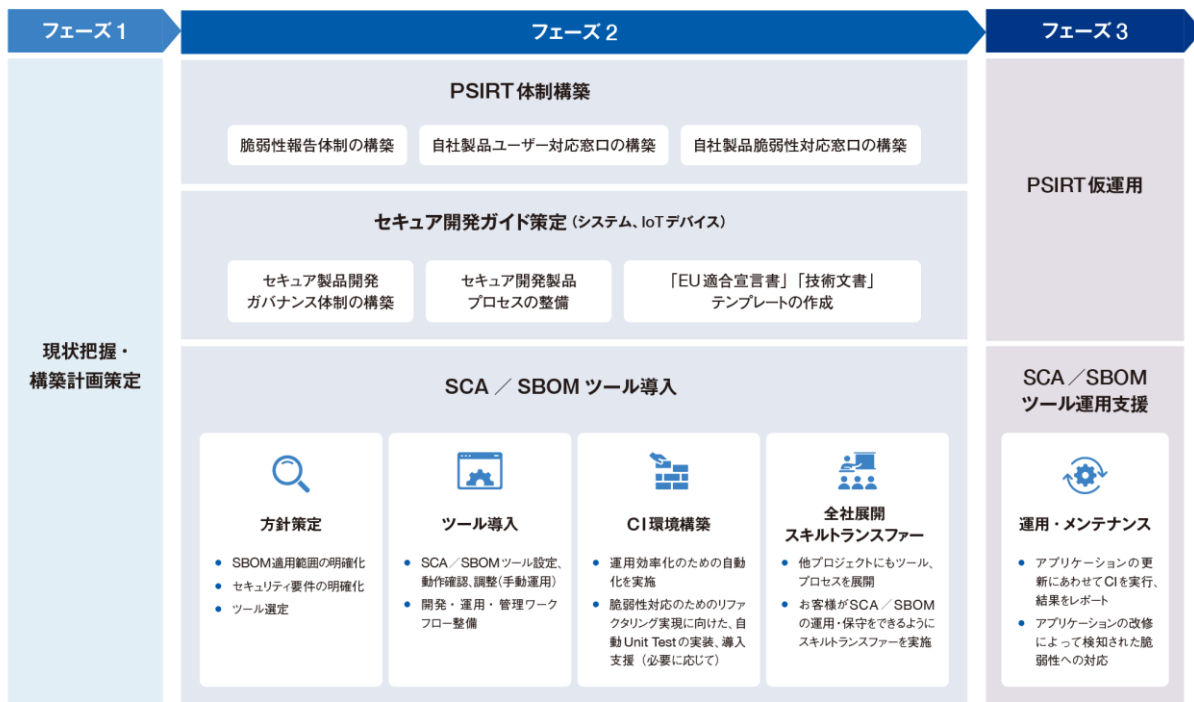 フェーズ 1
フェーズ 2
フェーズ 3
現状把握・
構築計画策定
PSIRT 体制構築
脆弱性報告体制の構築
自社製品ユーザー対応窓口の構築
自社製品脆弱性対応窓口の構築
セキュア開発ガイド策定 (システム、IoTデバイス)
セキュア製品開発
ガバナンス体制の構築
セキュア開発製品
プロセスの整備
「EU適合宣言書」「技術文書」
テンプレートの作成
SCA ／ SBOM ツール導入
方針策定
• SBOM適用範囲の明確化
• セキュリティ要件の明確化
• ツール選定
ツール導入
• SCA／SBOMツール設定、
動作確認、調整(手動運用)
• 開発・運用・管理ワーク
フロー整備
CI 環境構築
• 運用効率化のための自動
化を実施
• 脆弱性対応のためのリファ
クタリング実現に向けた、自
動Unit Testの実装、導入
支援（必要に応じて）
全社展開
スキルトランスファー
• 他プロジェクトにもツール、
プロセスを展開
• お客様がSCA／SBOM
の運用・保守をできるように
スキルトランスファーを実施
PSIRT 仮運用
SCA／SBOM
ツール運用支援
運用・メンテナンス
• アプリケーションの更
新にあわせてCIを実行、
結果をレポート
• アプリケーションの改修
によって検知された脆
弱性への対応